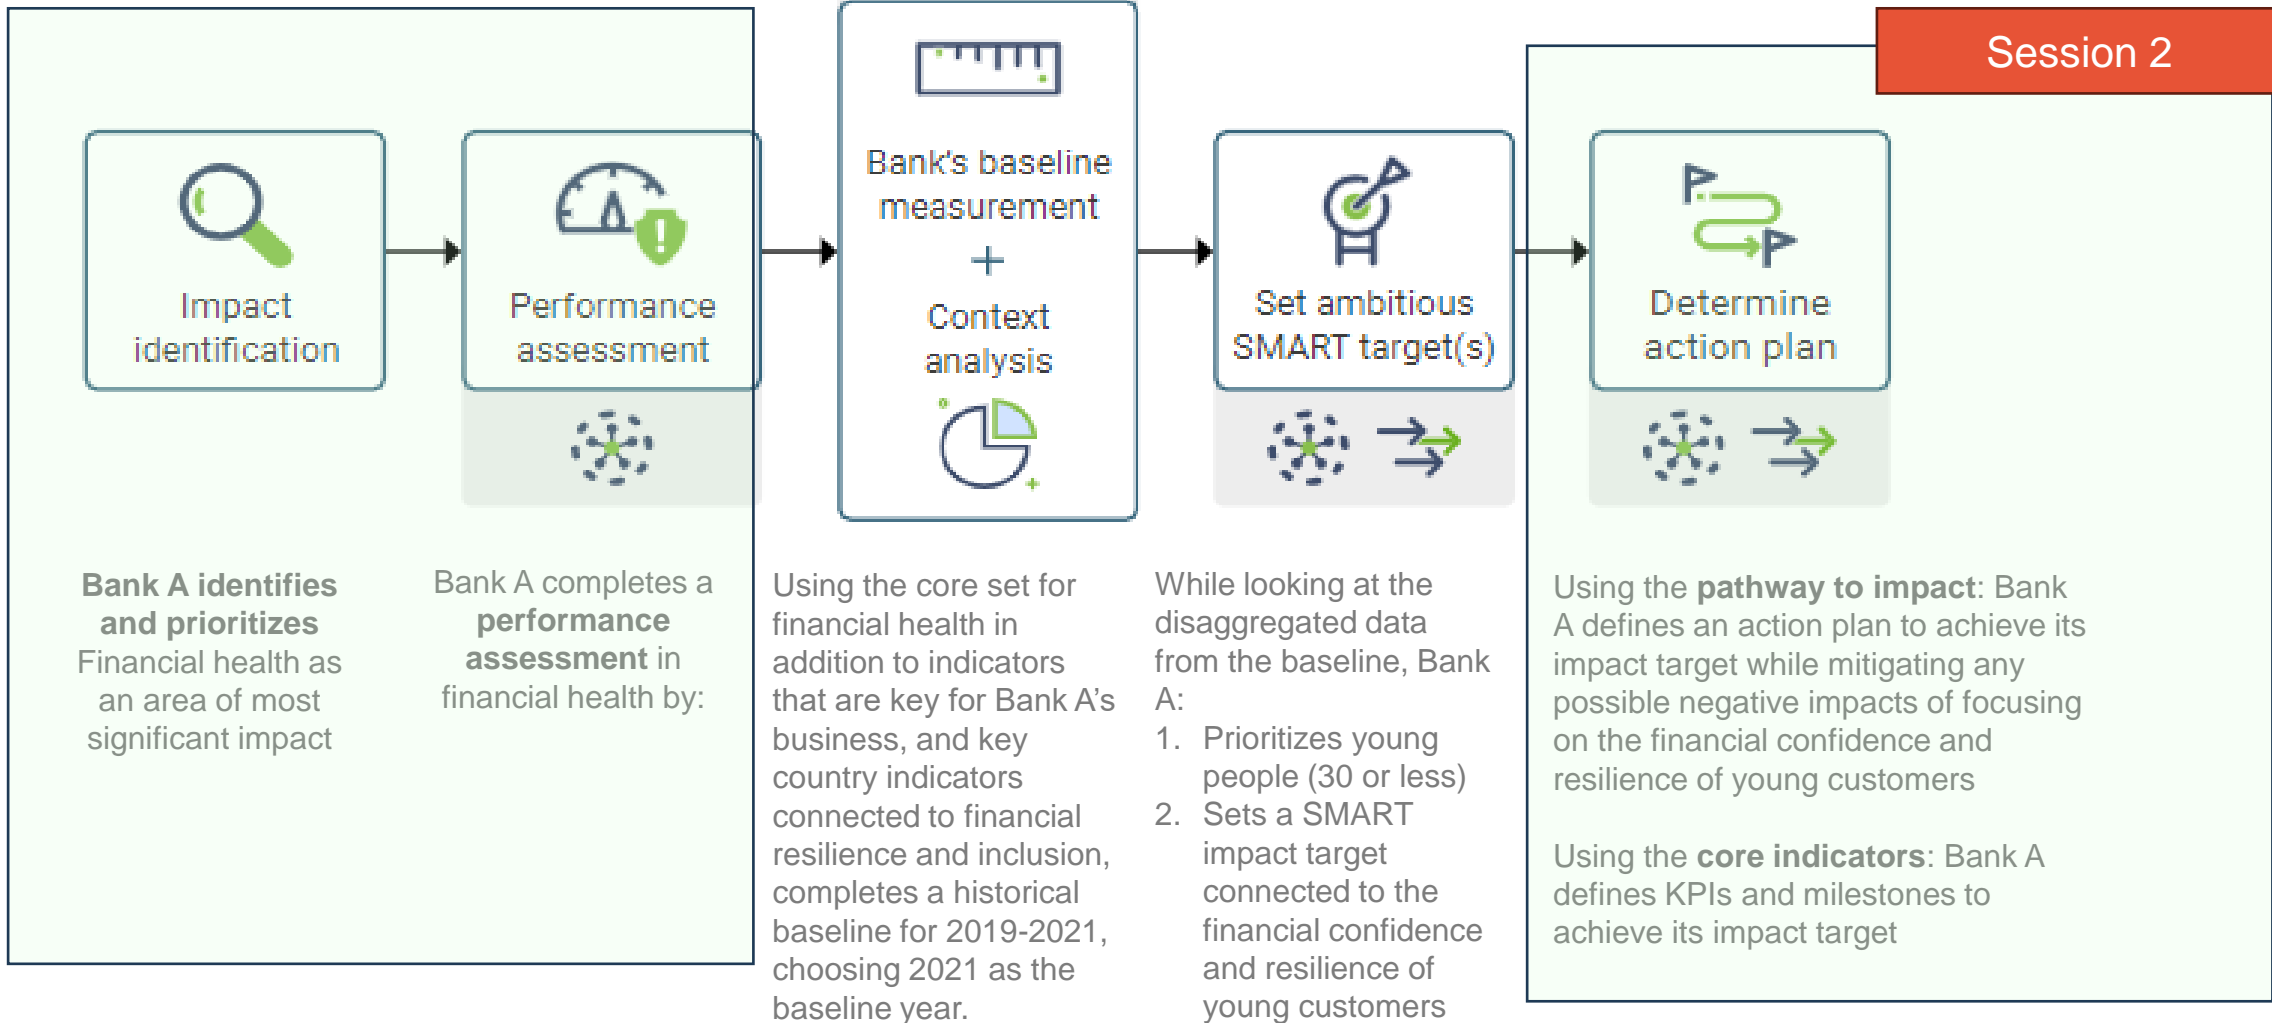 Session 2
Impact
identification
Performance
assessment
Bank's baseline
measurement
+
Context
analysis
Set ambitious
SMART target(s)
Determine
action plan
Bank A identifies
and prioritizes
Financial health as
an area of most
significant impact
Bank A completes a
performance
assessment in
financial health by:
Using the core set for
financial health in
addition to indicators
that are key for Bank A's
business, and key
country indicators
connected to financial
resilience and inclusion,
completes a historical
baseline for 2019-2021,
choosing 2021 as the
baseline year.
While looking at the
disaggregated data
from the baseline, Bank
A:
1. Prioritizes young
people (30 or less)
2. Sets a SMART
impact target
connected to the
financial confidence
and resilience of
young customers
Using the pathway to impact: Bank
A defines an action plan to achieve its
impact target while mitigating any
possible negative impacts of focusing
on the financial confidence and
resilience of young customers
Using the core indicators: Bank A
defines KPIs and milestones to
achieve its impact target